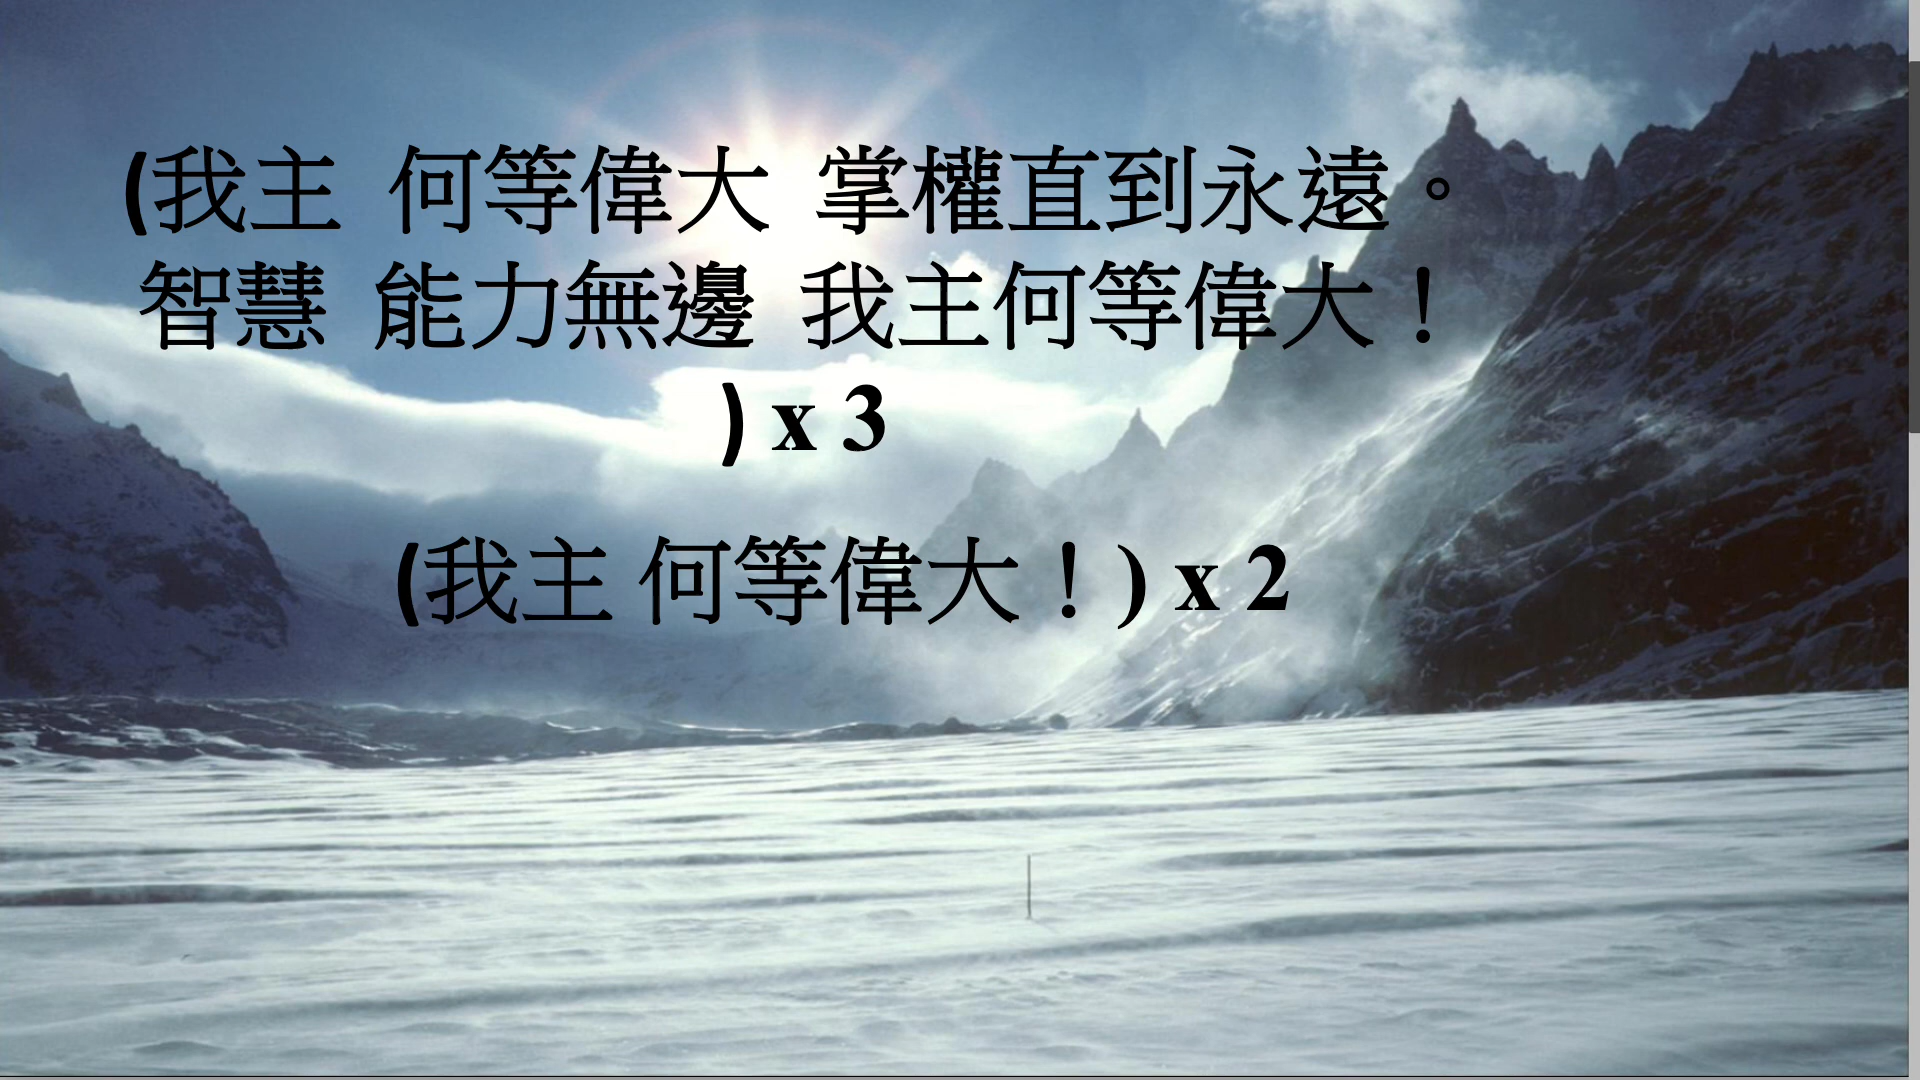 (我主 何等偉大 掌權直到永遠。
智慧 能力無邊 我主何等偉大！
) x 3
(我主 何等偉大！) x 2